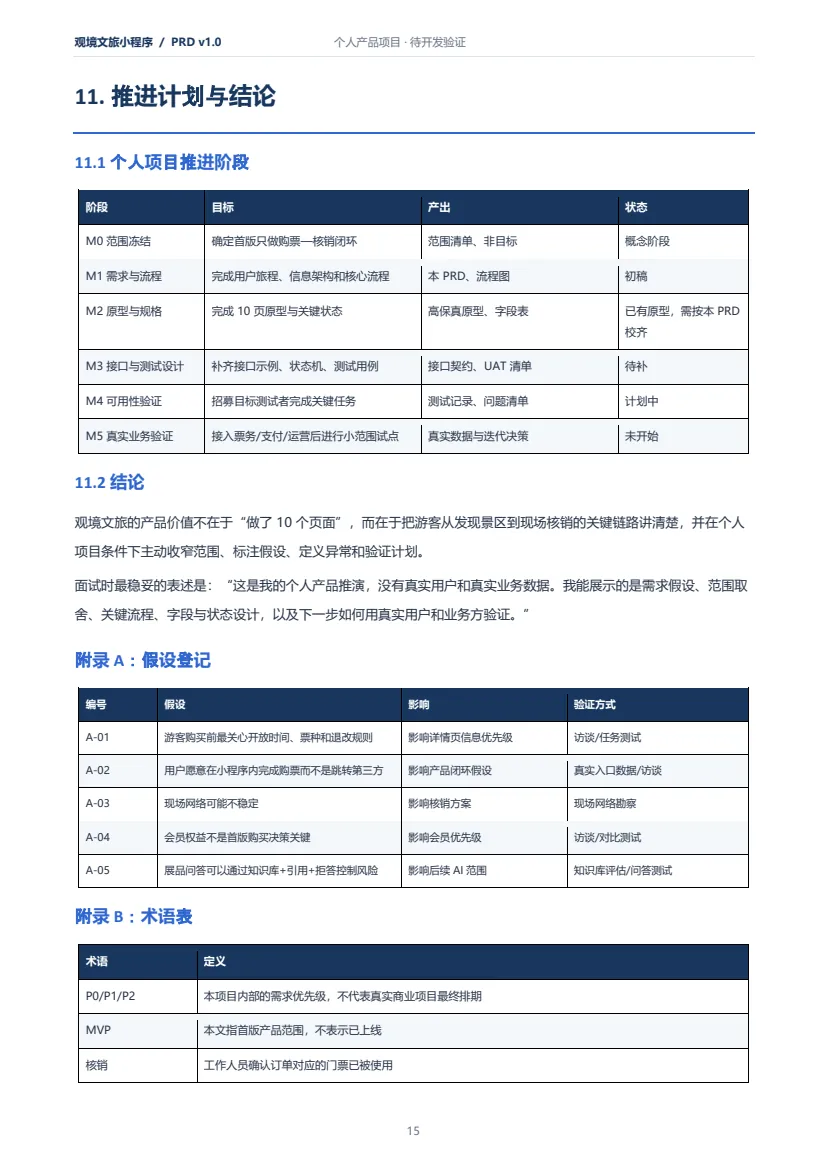 观境文旅小程序 / PRD v1.0 个人产品项目 · 待开发验证
11. 推进计划与结论
11.1 个人项目推进阶段
阶段 目标 产出 状态
M0 范围冻结 确定首版只做购票—核销闭环 范围清单、非目标 概念阶段
M1 需求与流程 完成用户旅程、信息架构和核心流程 本 PRD、流程图 初稿
M2 原型与规格 完成 10 页原型与关键状态 高保真原型、字段表 已有原型，需按本 PRD
校齐
M3 接口与测试设计 补齐接口示例、状态机、测试用例 接口契约、UAT 清单 待补
M4 可用性验证 招募目标测试者完成关键任务 测试记录、问题清单 计划中
M5 真实业务验证 接入票务/支付/运营后进行小范围试点 真实数据与迭代决策 未开始
11.2 结论
观境文旅的产品价值不在于“做了 10 个页面”，而在于把游客从发现景区到现场核销的关键链路讲清楚，并在个人
项目条件下主动收窄范围、标注假设、定义异常和验证计划。
面试时最稳妥的表述是：“这是我的个人产品推演，没有真实用户和真实业务数据。我能展示的是需求假设、范围取
舍、关键流程、字段与状态设计，以及下一步如何用真实用户和业务方验证。”
附录 A：假设登记
编号 假设 影响 验证方式
A-01 游客购买前最关心开放时间、票种和退改规则 影响详情页信息优先级 访谈/任务测试
A-02 用户愿意在小程序内完成购票而不是跳转第三方 影响产品闭环假设 真实入口数据/访谈
A-03 现场网络可能不稳定 影响核销方案 现场网络勘察
A-04 会员权益不是首版购买决策关键 影响会员优先级 访谈/对比测试
A-05 展品问答可以通过知识库+引用+拒答控制风险 影响后续 AI 范围 知识库评估/问答测试
附录 B：术语表
术语 定义
P0/P1/P2 本项目内部的需求优先级，不代表真实商业项目最终排期
MVP 本文指首版产品范围，不表示已上线
核销 工作人员确认订单对应的门票已被使用
15